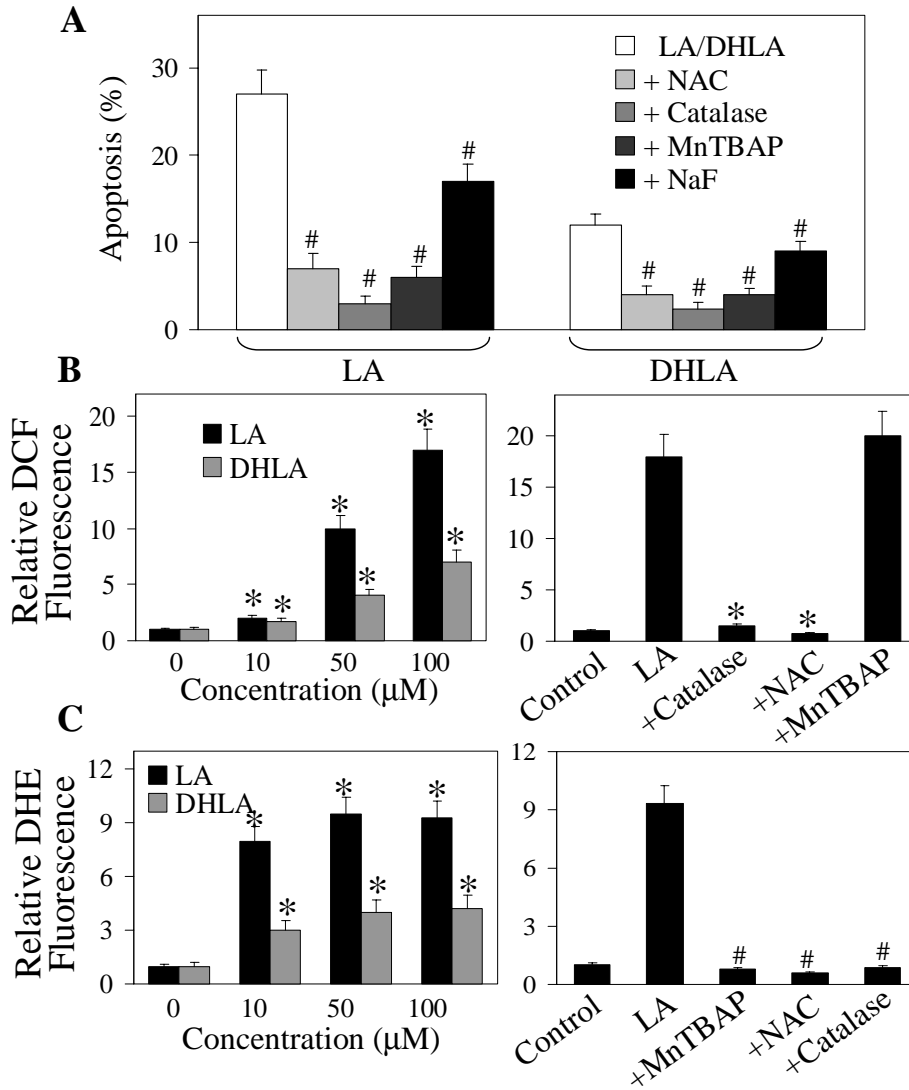 A
Apoptosis (%)
30
20
10
0
LA/DHLA
+ NAC
+ Catalase
+ MnTBAP
+ NaF
#
#
#
#
#
#
#
#
LA
DHLA
B
Relative DCF
Fluorescence
20
15
10
5
0
LA
DHLA
*
*
*
*
*
*
0
10
50
100
Concentration (μM)
20
15
10
5
0
*
*
Control
LA
+Catalase
+NAC
+MnTBAP
C
Relative DHE
Fluorescence
12
9
6
3
0
LA
DHLA
*
*
*
*
*
*
0
10
50
100
Concentration (μM)
12
9
6
3
0
#
#
#
Control
LA
+MnTBAP
+NAC
+Catalase